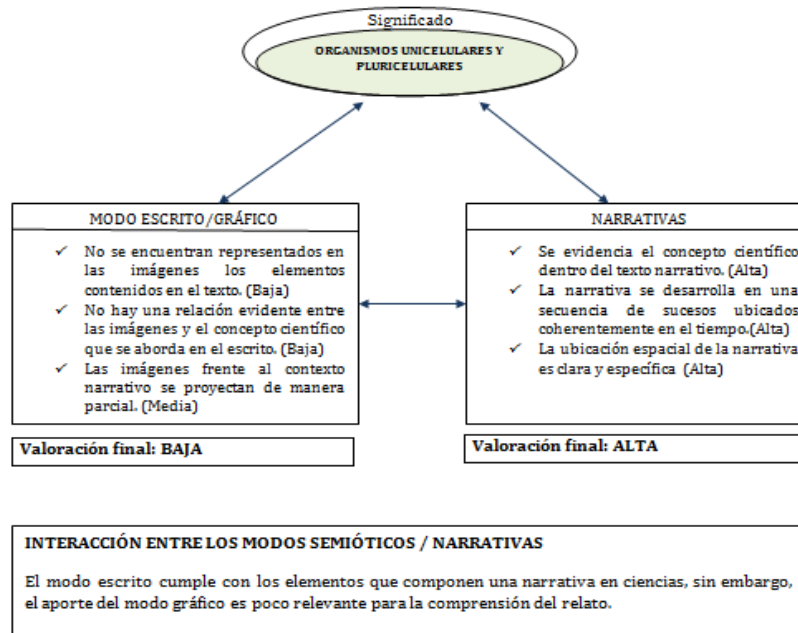 Significado
ORGANISMOS UNICELULARES Y
PLURICELULARES
MODO ESCRITO/GRÁFICO
✓ No se encuentran representados en
las imágenes los elementos
contenidos en el texto. (Baja)
✓ No hay una relación evidente entre
las imágenes y el concepto científico
que se aborda en el escrito. (Baja)
✓ Las imágenes frente al contexto
narrativo se proyectan de manera
parcial. (Media)
Valoración final: BAJA
NARRATIVAS
✓ Se evidencia el concepto científico
dentro del texto narrativo. (Alta)
✓ La narrativa se desarrolla en una
secuencia de sucesos ubicados
coherentemente en el tiempo.(Alta)
✓ La ubicación espacial de la narrativa
es clara y específica (Alta)
Valoración final: ALTA
INTERACCIÓN ENTRE LOS MODOS SEMIÓTICOS / NARRATIVAS
El modo escrito cumple con los elementos que componen una narrativa en ciencias, sin embargo,
el aporte del modo gráfico es poco relevante para la comprensión del relato.